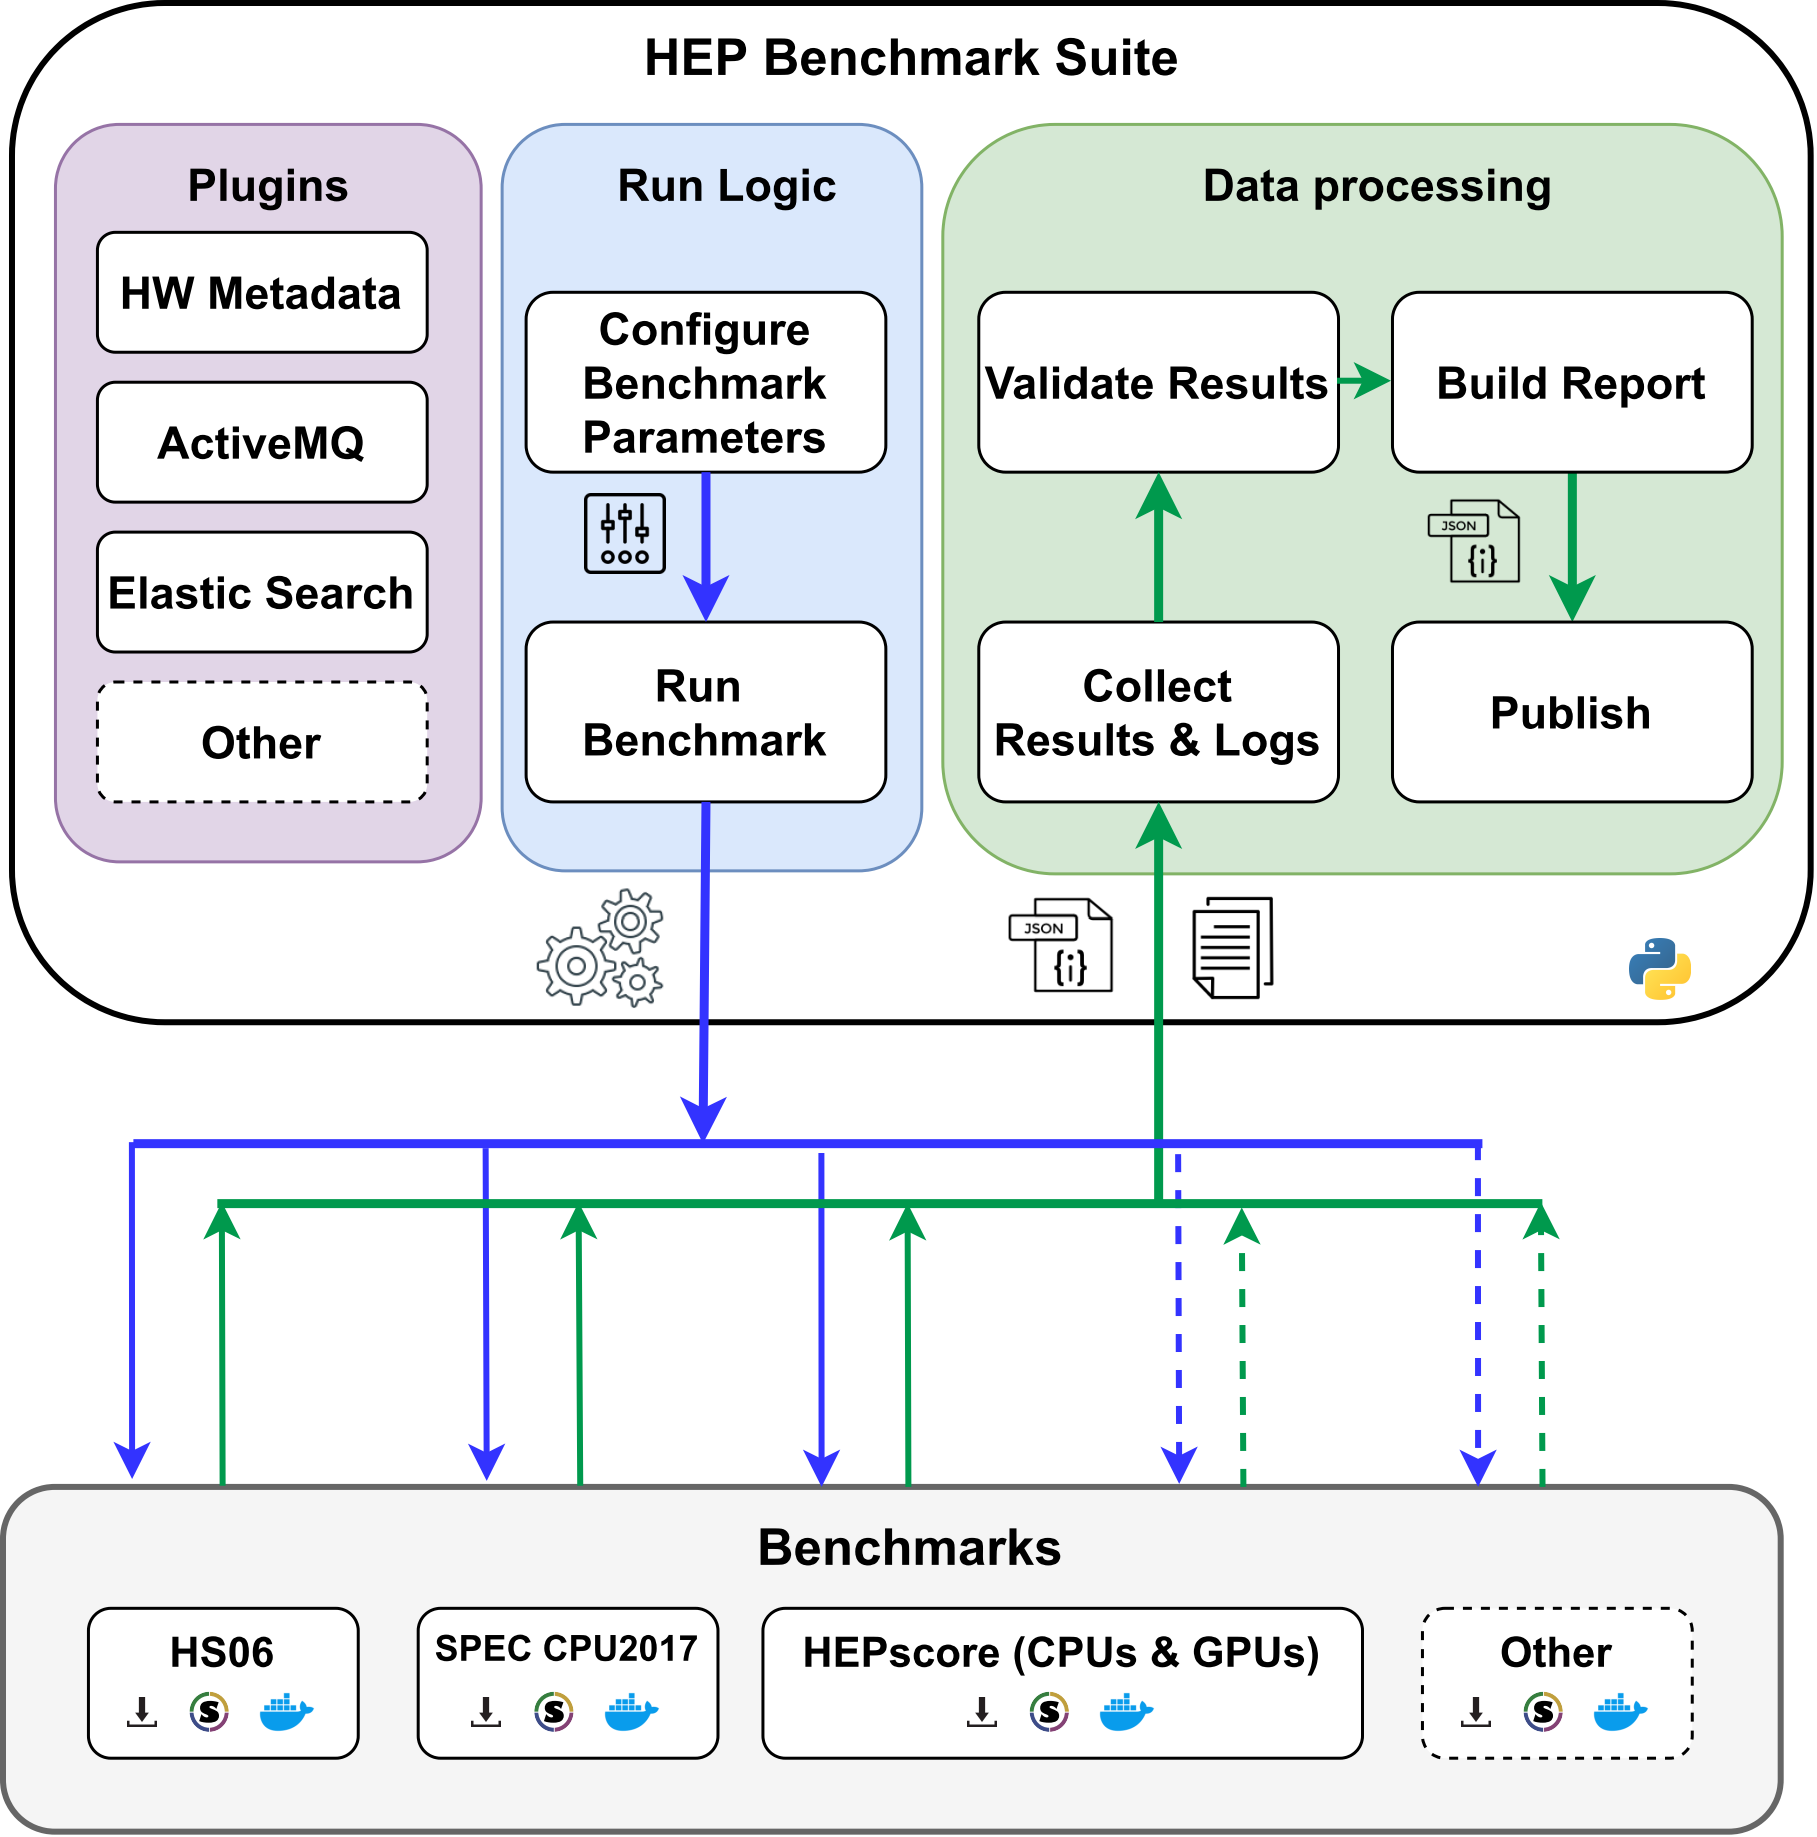 HEP Benchmark Suite
Plugins
HW Metadata
ActiveMQ
Elastic Search
Other
Run Logic
Configure
Benchmark
Parameters
Run
Benchmark
Data processing
Validate Results
Build Report
JSON
{i}
Collect
Results & Logs
Publish
JSON
{i}
Benchmarks
HS06
S
SPEC CPU2017
S
HEPscore (CPUs & GPUs)
S
Other
S